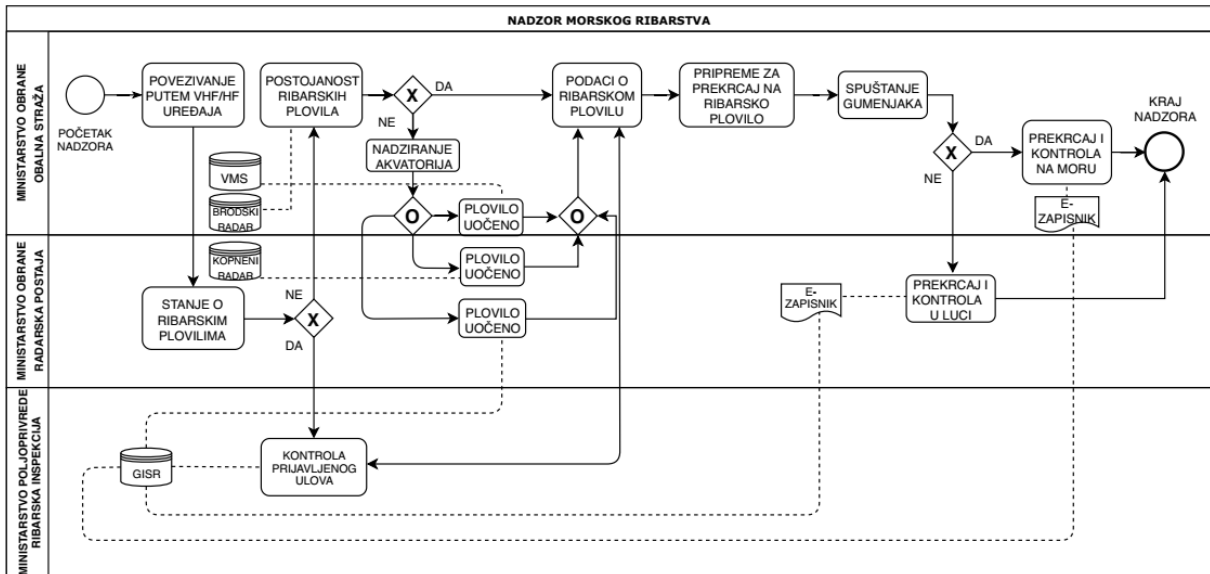 NADZOR MORSKOG RIBARSTVA
MINISTARSTVO OBRANE
OBALNA STRAŽA
POČETAK
NADZORA
POVEZIVANJE
PUTEM VHF/HF
UREĐAJA
POSTOJANOST
RIBARSKIH
PLOVILA
X
DA
NE
NADZIRANJE
AKVATORIJA
O
VMS
BRODSKI
RADAR
PLOVILO
UOČENO
O
PODACI O
RIBARSKOM
PLOVILU
PRIPREME ZA
PREKRCAJ NA
RIBARSKO
PLOVILO
SPUŠTANJE
GUMENJAKA
X
DA
NE
PREKRCAJ I
KONTROLA
NA MORU
E-
ZAPISNIK
KRAJ
NADZORA
MINISTARSTVO OBRANE
RADARSKA POSTAJA
KOPNENI
RADAR
STANJE O
RIBARSKIM
PLOVILIMA
NE
X
DA
PLOVILO
UOČENO
PLOVILO
UOČENO
E-
ZAPISNIK
PREKRCAJ I
KONTROLA
U LUCI
MINISTARSTVO POLJOPRIVREDE
RIBARSKA INSPEKCIJA
GISR
KONTROLA
PRIJAVLJENOG
ULOVA